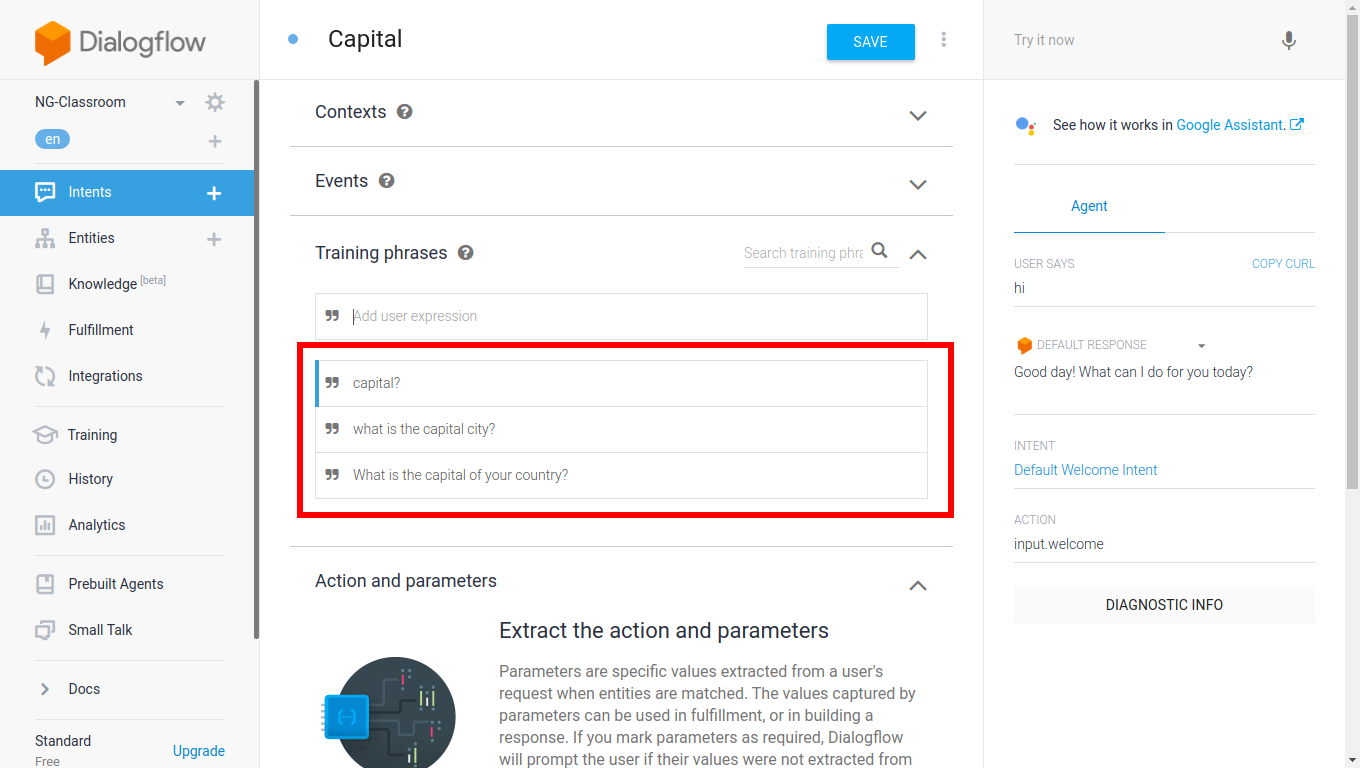 Dialogflow
Capital
SAVE
Try it now
NG-Classroom
en
Intents
Entities
Knowledge [beta]
Fulfillment
Integrations
Training
History
Analytics
Prebuilt Agents
Small Talk
Docs
Standard
Free
Upgrade
Contexts
Events
Training phrases
Search training phra
Add user expression
capital?
what is the capital city?
What is the capital of your country?
Action and parameters
Extract the action and parameters
Parameters are specific values extracted from a user's
request when entities are matched. The values captured by
parameters can be used in fulfillment, or in building a
response. If you mark parameters as required, Dialogflow
will prompt the user if their values were not extracted from
See how it works in Google Assistant.
Agent
USER SAYS
COPY CURL
hi
DEFAULT RESPONSE
Good day! What can I do for you today?
INTENT
Default Welcome Intent
ACTION
input.welcome
DIAGNOSTIC INFO